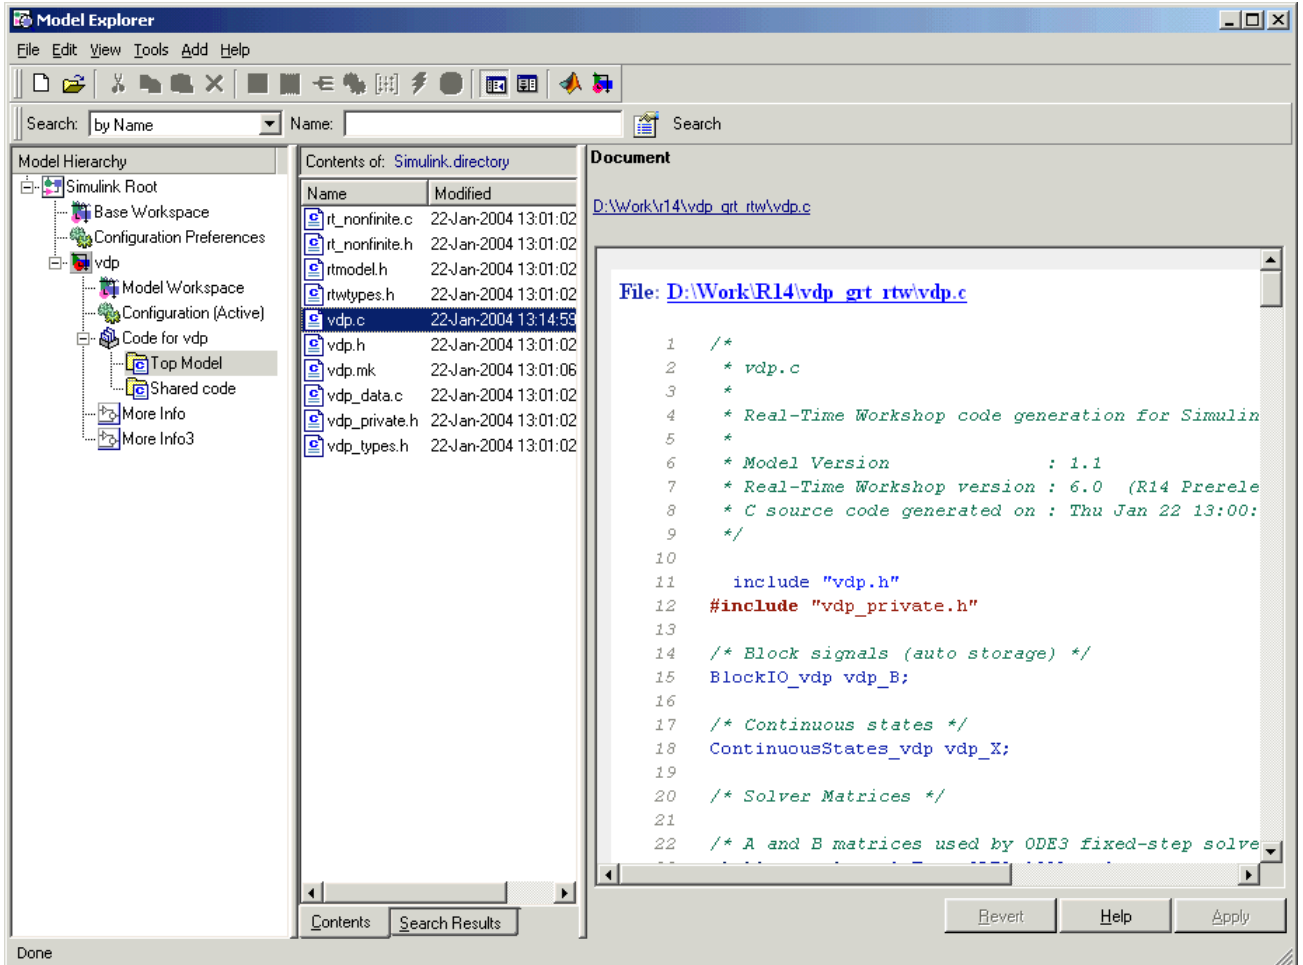 Model Explorer
File Edit View Tools Add Help
Search: by Name Name: Search
Model Hierarchy
Simulink Root
Base Workspace
Configuration Preferences
vdp
Model Workspace
Configuration (Active)
Code for vdp
Top Model
Shared code
More Info
More Info3
Contents of: Simulink.directory
Name Modified
rt_nonfinite.c 22-Jan-2004 13:01:02
rt_nonfinite.h 22-Jan-2004 13:01:02
rtmodel.h 22-Jan-2004 13:01:02
rtwtypes.h 22-Jan-2004 13:01:02
vdp.c 22-Jan-2004 13:14:59
vdp.h 22-Jan-2004 13:01:02
vdp.mk 22-Jan-2004 13:01:06
vdp_data.c 22-Jan-2004 13:01:02
vdp_private.h 22-Jan-2004 13:01:02
vdp_types.h 22-Jan-2004 13:01:02
Contents Search Results
Document
D:\Work\r14\vdp_grt_rtw\vdp.c
File: D:\Work\R14\vdp_grt_rtw\vdp.c
1 /*
2 * vdp.c
3 *
4 * Real-Time Workshop code generation for Simulin
5 *
6 * Model Version : 1.1
7 * Real-Time Workshop version : 6.0 (R14 Prerele
8 * C source code generated on : Thu Jan 22 13:00:
9 */
10
11 include "vdp.h"
12 #include "vdp_private.h"
13
14 /* Block signals (auto storage) */
15 BlockIO_vdp vdp_B;
16
17 /* Continuous states */
18 ContinuousStates_vdp vdp_X;
19
20 /* Solver Matrices */
21
22 /* A and B matrices used by ODE3 fixed-step solve
Revert Help Apply
Done